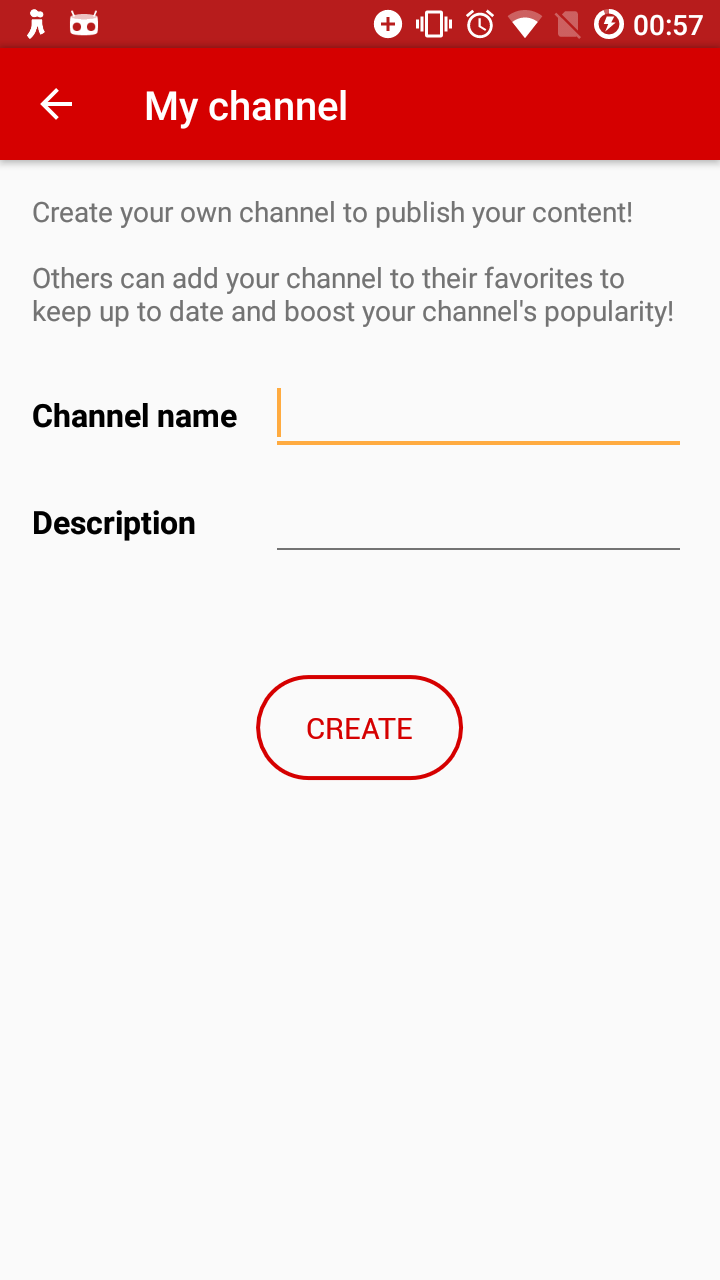 00:57
My channel
Create your own channel to publish your content!
Others can add your channel to their favorites to
keep up to date and boost your channel's popularity!
Channel name
Description
CREATE